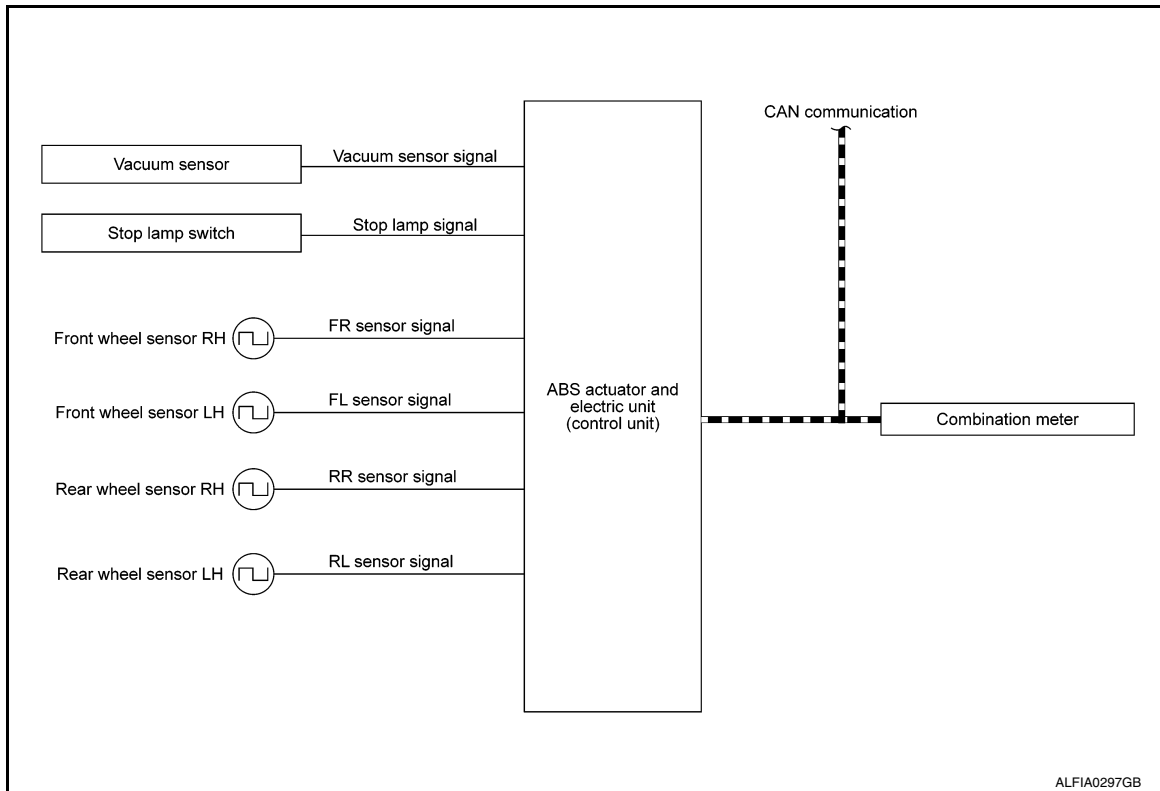 CAN communication
Vacuum sensor
Vacuum sensor signal
Stop lamp switch
Stop lamp signal
Front wheel sensor RH
FR sensor signal
Front wheel sensor LH
FL sensor signal
Rear wheel sensor RH
RR sensor signal
Rear wheel sensor LH
RL sensor signal
ABS actuator and
electric unit
(control unit)
Combination meter
ALFIA0297GB